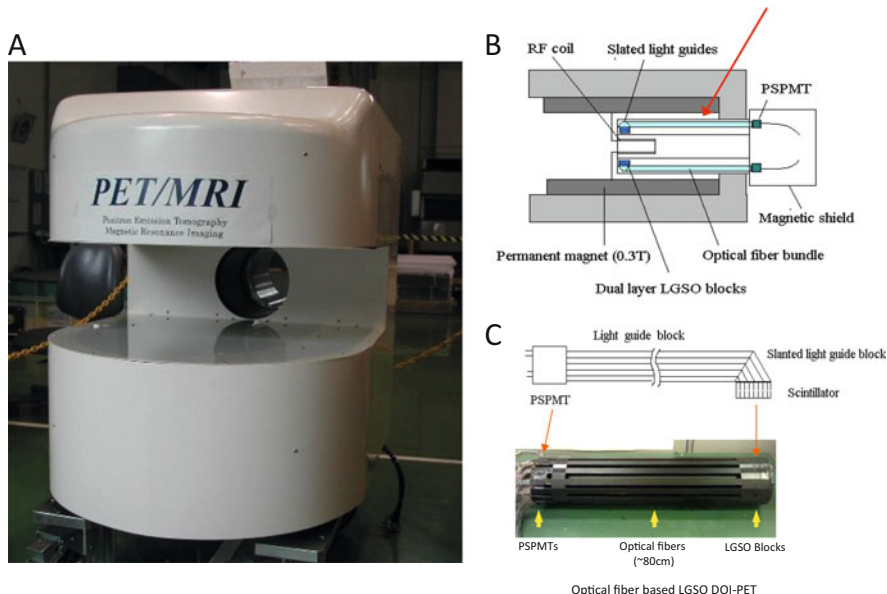 A
PET/MRI
Positron Emission Tomography
Magnetic Resonance Imaging
B
RF coil
Slated light guides
PSPMT
Magnetic shield
Permanent magnet (0.3T)
Optical fiber bundle
Dual layer LGSO blocks
C
Light guide block
Slanted light guide block
PSPMT
Scintillator
PSPMTs
Optical fibers
(~80cm)
LGSO Blocks
Optical fiber based LGSO DOI-PET